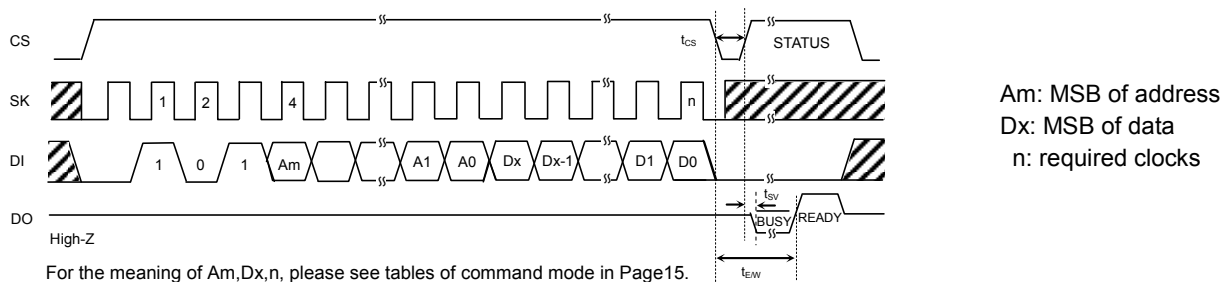 CS
tCS
STATUS
SK
1
2
4
n
DI
1
0
1
Am
A1
A0
Dx
Dx-1
D1
D0
tSV
DO
BUSY
READY
High-Z
tE/W
For the meaning of Am,Dx,n, please see tables of command mode in Page15.
Am: MSB of address
Dx: MSB of data
n: required clocks